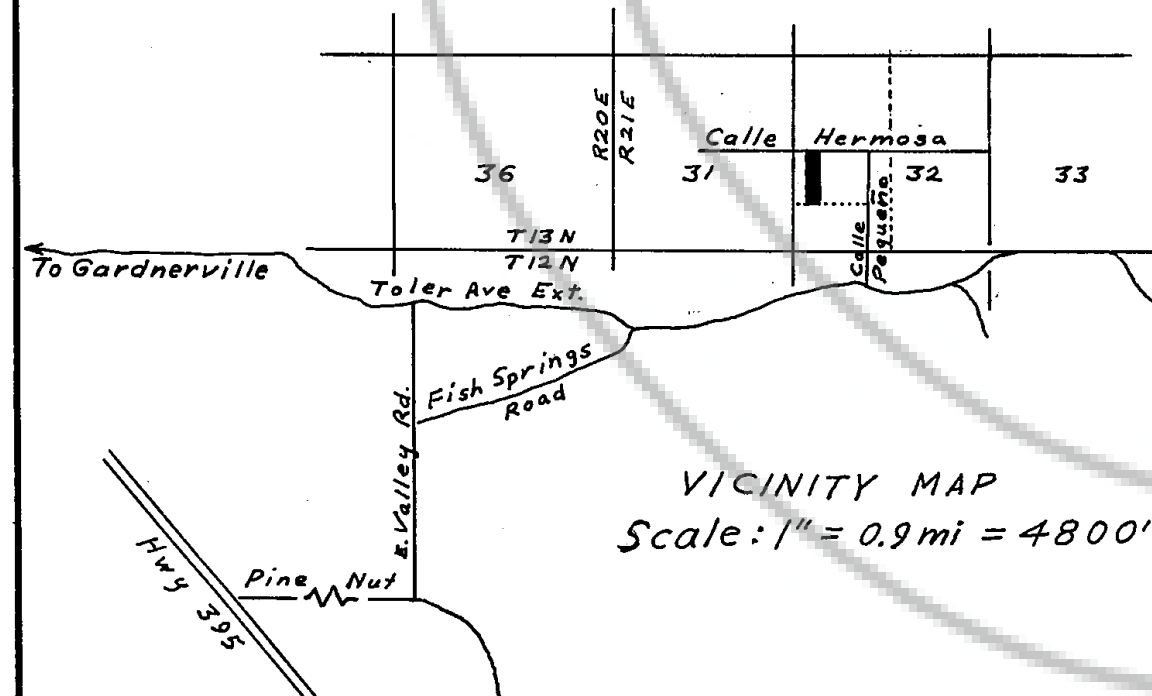 R20E
R21E
Calle Hermosa
36
31
32
33
Calle
Pequeño
T13N
T12N
To Gardnerville
Toler Ave Ext.
Fish Springs
Road
E. Valley Rd.
VICINITY MAP
Scale: 1" = 0.9 mi = 4800'
Hwy 395
Pine Nut